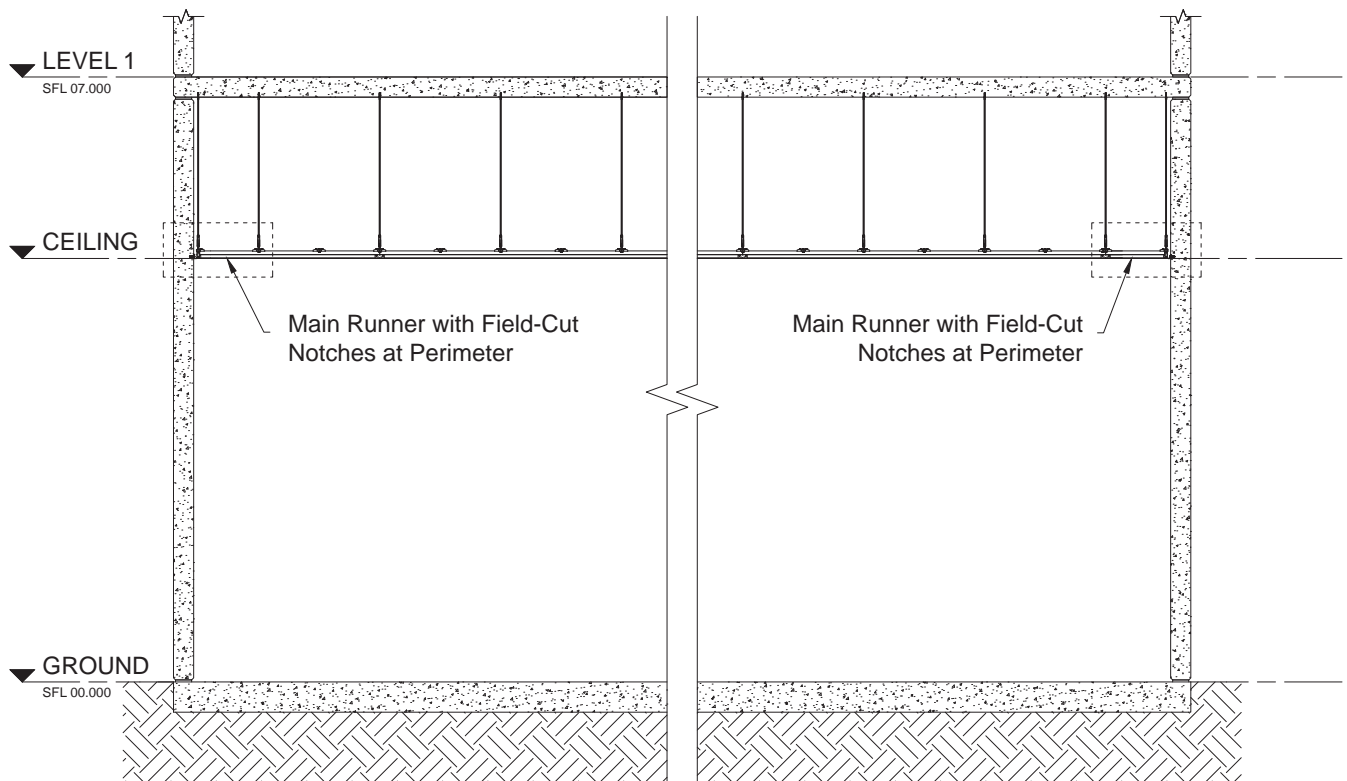 LEVEL 1
SFL 07.000
CEILING
Main Runner with Field-Cut
Notches at Perimeter
Main Runner with Field-Cut
Notches at Perimeter
GROUND
SFL 00.000